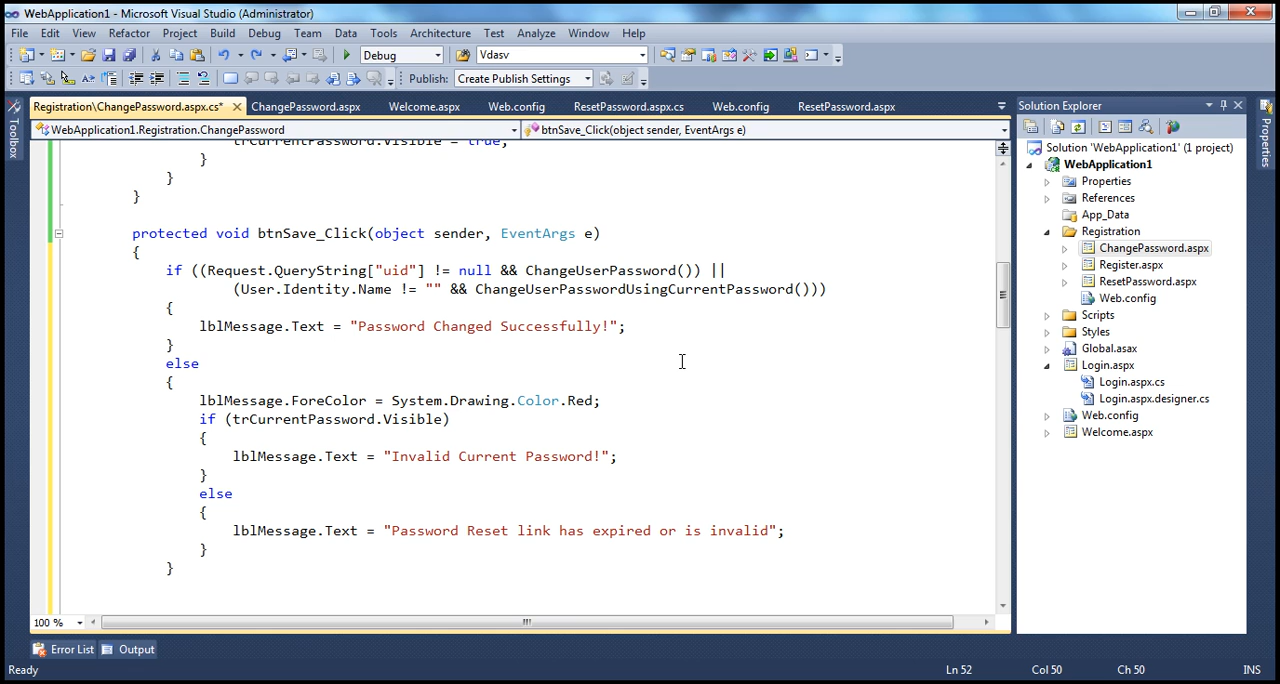 WebApplication1 - Microsoft Visual Studio (Administrator)
File Edit View Refactor Project Build Debug Team Data Tools Architecture Test Analyze Window Help
Debug Vdasv
Publish: Create Publish Settings
Registration\ChangePassword.aspx.cs* ChangePassword.aspx Welcome.aspx Web.config ResetPassword.aspx.cs Web.config ResetPassword.aspx
WebApplication1.Registration.ChangePassword btnSave_Click(object sender, EventArgs e)
Toolbox
trCurrentPassword.Visible = true;
}
}
}
protected void btnSave_Click(object sender, EventArgs e)
{
if ((Request.QueryString["uid"] != null && ChangeUserPassword()) ||
(User.Identity.Name != "" && ChangeUserPasswordUsingCurrentPassword()))
{
lblMessage.Text = "Password Changed Successfully!";
}
else
{
lblMessage.ForeColor = System.Drawing.Color.Red;
if (trCurrentPassword.Visible)
{
lblMessage.Text = "Invalid Current Password!";
}
else
{
lblMessage.Text = "Password Reset link has expired or is invalid";
}
}
100 %
Solution Explorer
Solution 'WebApplication1' (1 project)
WebApplication1
Properties
References
App_Data
Registration
ChangePassword.aspx
Register.aspx
ResetPassword.aspx
Web.config
Scripts
Styles
Global.asax
Login.aspx
Login.aspx.cs
Login.aspx.designer.cs
Web.config
Welcome.aspx
Properties
Error List Output
Ready Ln 52 Col 50 Ch 50 INS